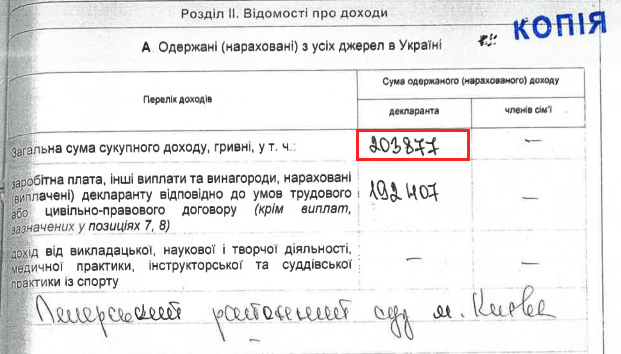 Розділ II. Відомості про доходи
КОПІЯ
А. Одержані (нараховані) з усіх джерел в Україні
Перелік доходів
Сума одержаного (нарахованого) доходу
декларанта
членів сім'ї
Загальна сума сукупного доходу, гривні, у т. ч.:
203877
—
заробітна плата, інші виплати та винагороди, нараховані
(виплачені) декларанту відповідно до умов трудового
або цивільно-правового договору (крім виплат,
зазначених у позиціях 7, 8)
192407
—
дохід від викладацької, наукової і творчої діяльності,
медичної практики, інструкторської та суддівської
практики із спорту
—
—
Печерський районний суд м. Києва